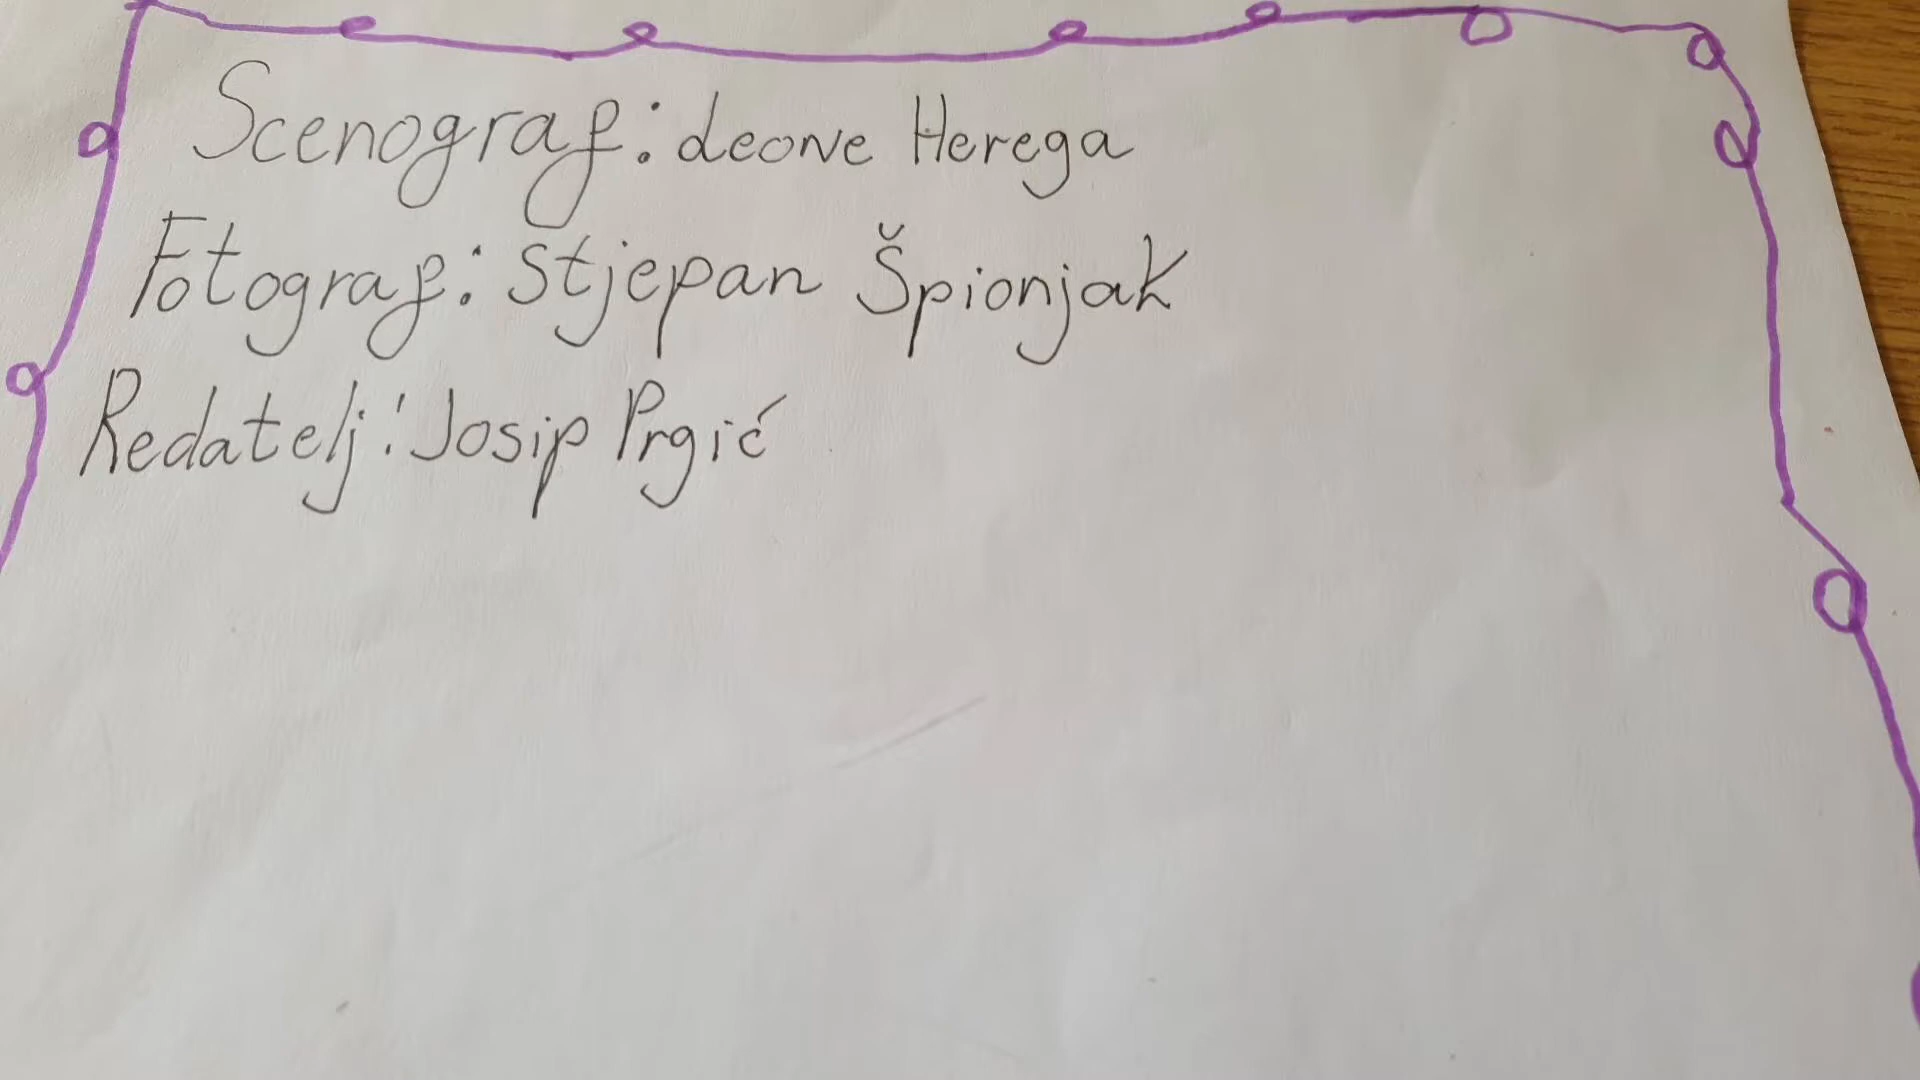 Scenograf: Leone Herega
Fotograf: Stjepan Špionjak
Redatelj: Josip Prgić